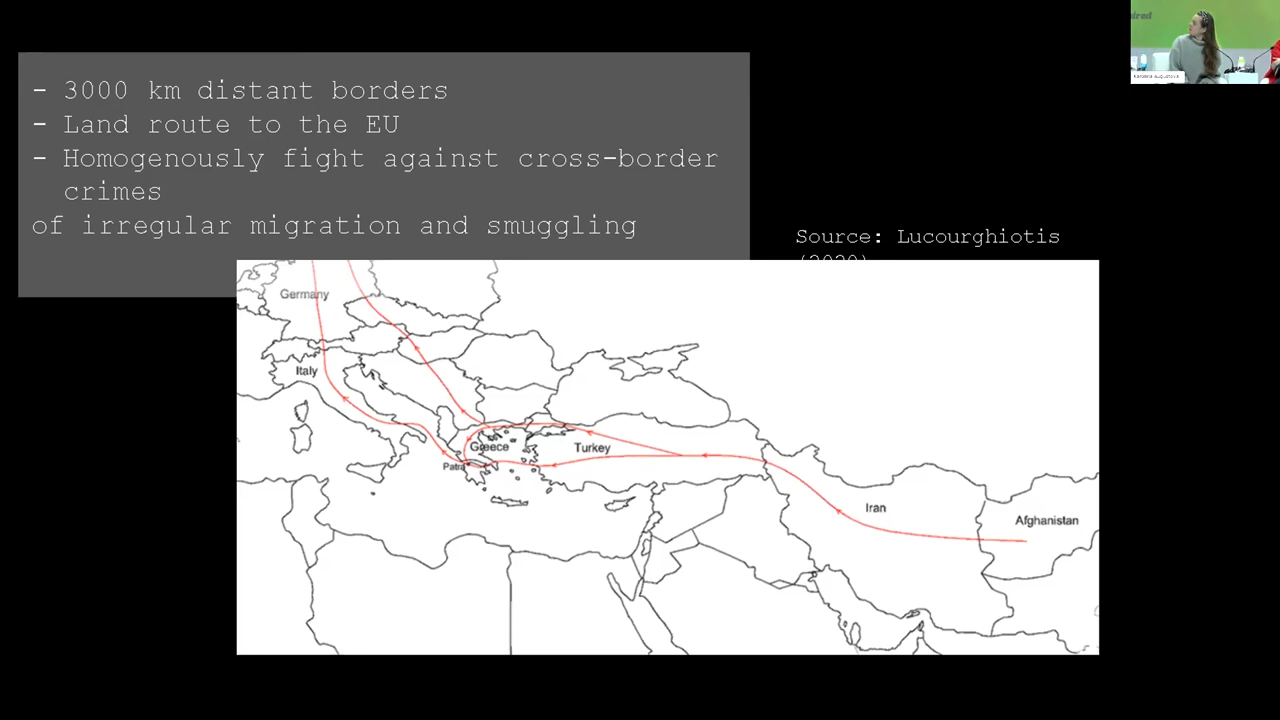 - 3000 km distant borders
- Land route to the EU
- Homogenously fight against cross-border
crimes
of irregular migration and smuggling
Source: Lucourghiotis
(2020)
Germany
Italy
Greece
Turkey
Patra
Iran
Afghanistan